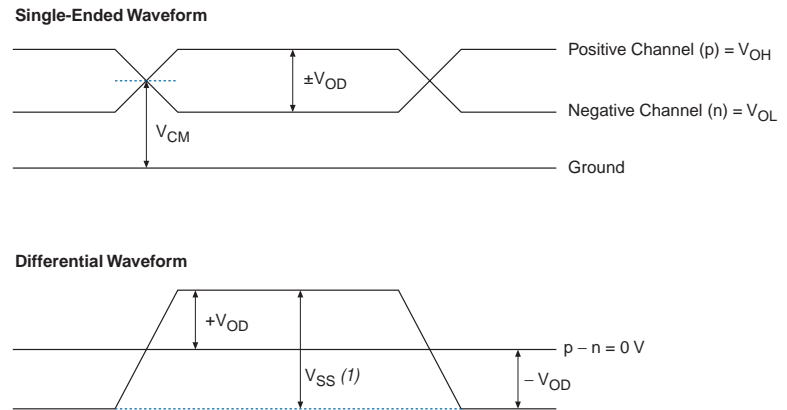 Single-Ended Waveform
Positive Channel (p) = VOH
±VOD
Negative Channel (n) = VOL
VCM
Ground
Differential Waveform
+VOD
p − n = 0 V
VSS (1)
− VOD